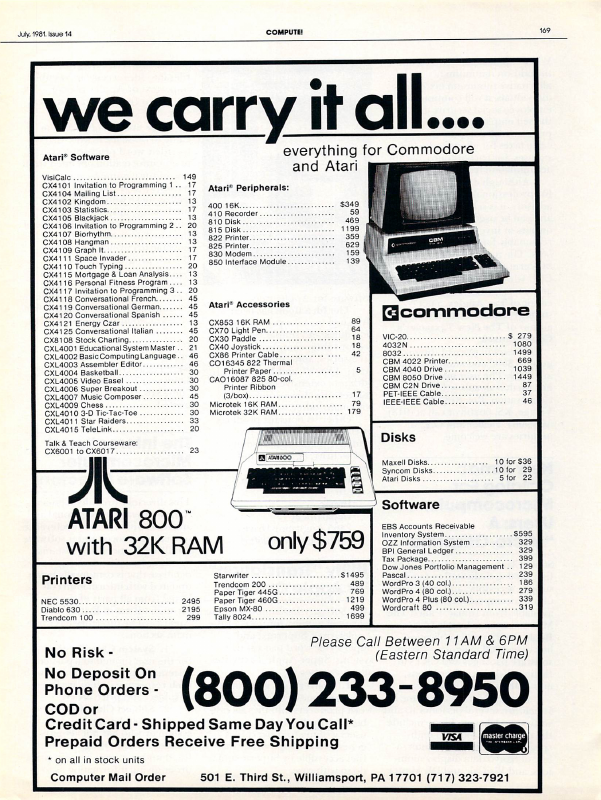 July, 1981. Issue 14
COMPUTE!
169
we carry it all....
everything for Commodore
and Atari
Atari® Software
VisiCalc 149
CX4101 Invitation to Programming 1 .. 17
CX4104 Mailing List 17
CX4102 Kingdom 13
CX4103 Statistics 17
CX4105 Blackjack 13
CX4106 Invitation to Programming 2 .. 20
CX4107 Biorhythm 13
CX4108 Hangman 13
CX4109 Graph It 17
CX4111 Space Invader 17
CX4110 Touch Typing 20
CX4115 Mortgage & Loan Analysis 13
CX4116 Personal Fitness Program 13
CX4117 Invitation to Programming 3 ... 20
CX4118 Conversational French 45
CX4119 Conversational German 45
CX4120 Conversational Spanish 45
CX4121 Energy Czar 13
CX4125 Conversational Italian 45
CX8108 Stock Charting 20
CXL4001 Educational System Master .. 21
CXL4002 Basic Computing Language .. 46
CXL4003 Assembler Editor 46
CXL4004 Basketball 30
CXL4005 Video Easel 30
CXL4006 Super Breakout 30
CXL4007 Music Composer 45
CXL4009 Chess 30
CXL4010 3-D Tic-Tac-Toe 30
CXL4011 Star Raiders 33
CXL4015 TeleLink 20
Talk & Teach Courseware:
CX6001 to CX6017 23
Atari® Peripherals:
400 16K $349
410 Recorder 59
810 Disk 469
815 Disk 1199
822 Printer 359
825 Printer 629
830 Modem 159
850 Interface Module 139
Atari® Accessories
CX853 16K RAM 89
CX70 Light Pen 64
CX30 Paddle 18
CX40 Joystick 18
CX86 Printer Cable 42
CO16345 822 Thermal
Printer Paper 5
CAO16087 825 80-col.
Printer Ribbon
(3/box) 17
Microtek 16K RAM 79
Microtek 32K RAM 179
CBM
commodore
VIC-20 $ 279
4032N 1080
8032 1499
CBM 4022 Printer 669
CBM 4040 Drive 1039
CBM 8050 Drive 1449
CBM C2N Drive 87
PET-IEEE Cable 37
IEEE-IEEE Cable 46
Disks
Maxell Disks 10 for $36
Syncom Disks 10 for 29
Atari Disks 5 for 22
ATARI 800
ATARI 800™
with 32K RAM
only $759
Software
EBS Accounts Receivable
Inventory System $595
OZZ Information System 329
BPI General Ledger 329
Tax Package 399
Dow Jones Portfolio Management .. 129
Pascal 239
WordPro 3 (40 col.) 186
WordPro 4 (80 col.) 279
WordPro 4 Plus (80 col.) 339
Wordcraft 80 319
Printers
NEC 5530 2495
Diablo 630 2195
Trendcom 100 299
Starwriter $1495
Trendcom 200 489
Paper Tiger 445G 769
Paper Tiger 460G 1219
Epson MX-80 499
Tally 8024 1699
Please Call Between 11AM & 6PM
(Eastern Standard Time)
No Risk -
No Deposit On
Phone Orders -
COD or
Credit Card - Shipped Same Day You Call*
Prepaid Orders Receive Free Shipping
(800) 233-8950
* on all in stock units
VISA
master charge
Computer Mail Order 501 E. Third St., Williamsport, PA 17701 (717) 323-7921